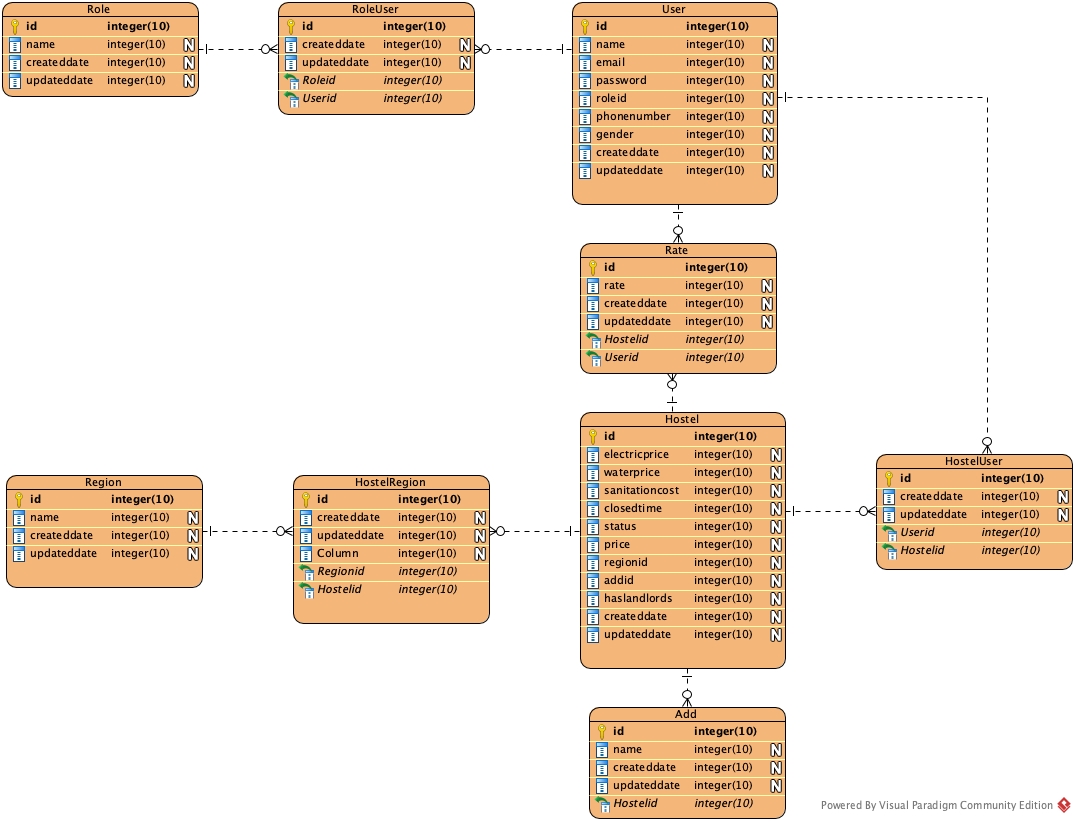 Role
id integer(10)
name integer(10) N
createddate integer(10) N
updateddate integer(10) N
RoleUser
id integer(10)
createddate integer(10) N
updateddate integer(10) N
Roleid integer(10)
Userid integer(10)
User
id integer(10)
name integer(10) N
email integer(10) N
password integer(10) N
roleid integer(10) N
phonenumber integer(10) N
gender integer(10) N
createddate integer(10) N
updateddate integer(10) N
Rate
id integer(10)
rate integer(10) N
createddate integer(10) N
updateddate integer(10) N
Hostelid integer(10)
Userid integer(10)
Region
id integer(10)
name integer(10) N
createddate integer(10) N
updateddate integer(10) N
HostelRegion
id integer(10)
createddate integer(10) N
updateddate integer(10) N
Column integer(10) N
Regionid integer(10)
Hostelid integer(10)
Hostel
id integer(10)
electricprice integer(10) N
waterprice integer(10) N
sanitationcost integer(10) N
closedtime integer(10) N
status integer(10) N
price integer(10) N
regionid integer(10) N
addid integer(10) N
haslandlords integer(10) N
createddate integer(10) N
updateddate integer(10) N
HostelUser
id integer(10)
createddate integer(10) N
updateddate integer(10) N
Userid integer(10)
Hostelid integer(10)
Add
id integer(10)
name integer(10) N
createddate integer(10) N
updateddate integer(10) N
Hostelid integer(10)
Powered By Visual Paradigm Community Edition